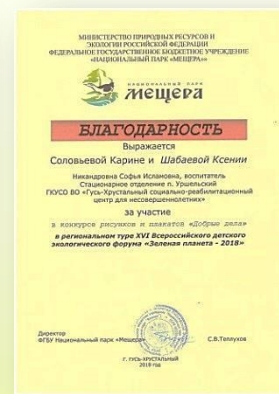 МИНИСТЕРСТВО ПРИРОДНЫХ РЕСУРСОВ И
ЭКОЛОГИИ РОССИЙСКОЙ ФЕДЕРАЦИИ
ФЕДЕРАЛЬНОЕ ГОСУДАРСТВЕННОЕ БЮДЖЕТНОЕ УЧРЕЖДЕНИЕ
«НАЦИОНАЛЬНЫЙ ПАРК «МЕЩЕРА»
НАЦИОНАЛЬНЫЙ ПАРК
Мещера
БЛАГОДАРНОСТЬ
Выражается
Соловьевой Карине и Шабаевой Ксении
Никандровна Софья Исламовна, воспитатель
Стационарное отделение п. Уршельский
ГКУСО ВО «Гусь-Хрустальный социально-реабилитационный
центр для несовершеннолетних»
за участие
в конкурсе рисунков и плакатов «Добрые дела»
в региональном туре XVI Всероссийского детского
экологического форума «Зеленая планета - 2018»
Директор
ФГБУ Национальный парк «Мещера»
С.В.Теплухов
Г. ГУСЬ-ХРУСТАЛЬНЫЙ
2018 год